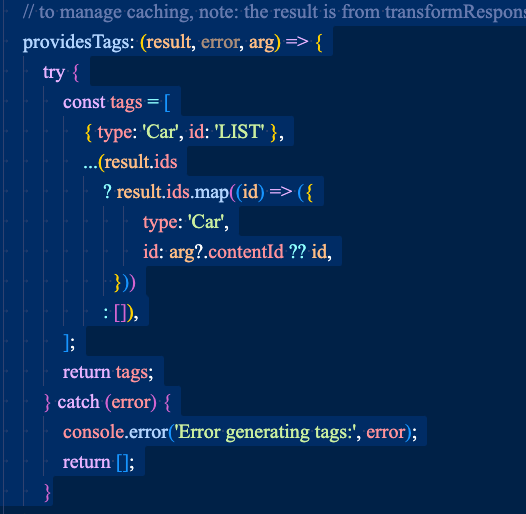 // to manage caching, note: the result is from transformRespons
providesTags: (result, error, arg) => {
try {
const tags = [
{ type: 'Car', id: 'LIST' },
...(result.ids
? result.ids.map((id) => ({
type: 'Car',
id: arg?.contentId ?? id,
}))
: []),
];
return tags;
} catch (error) {
console.error('Error generating tags:', error);
return [];
}